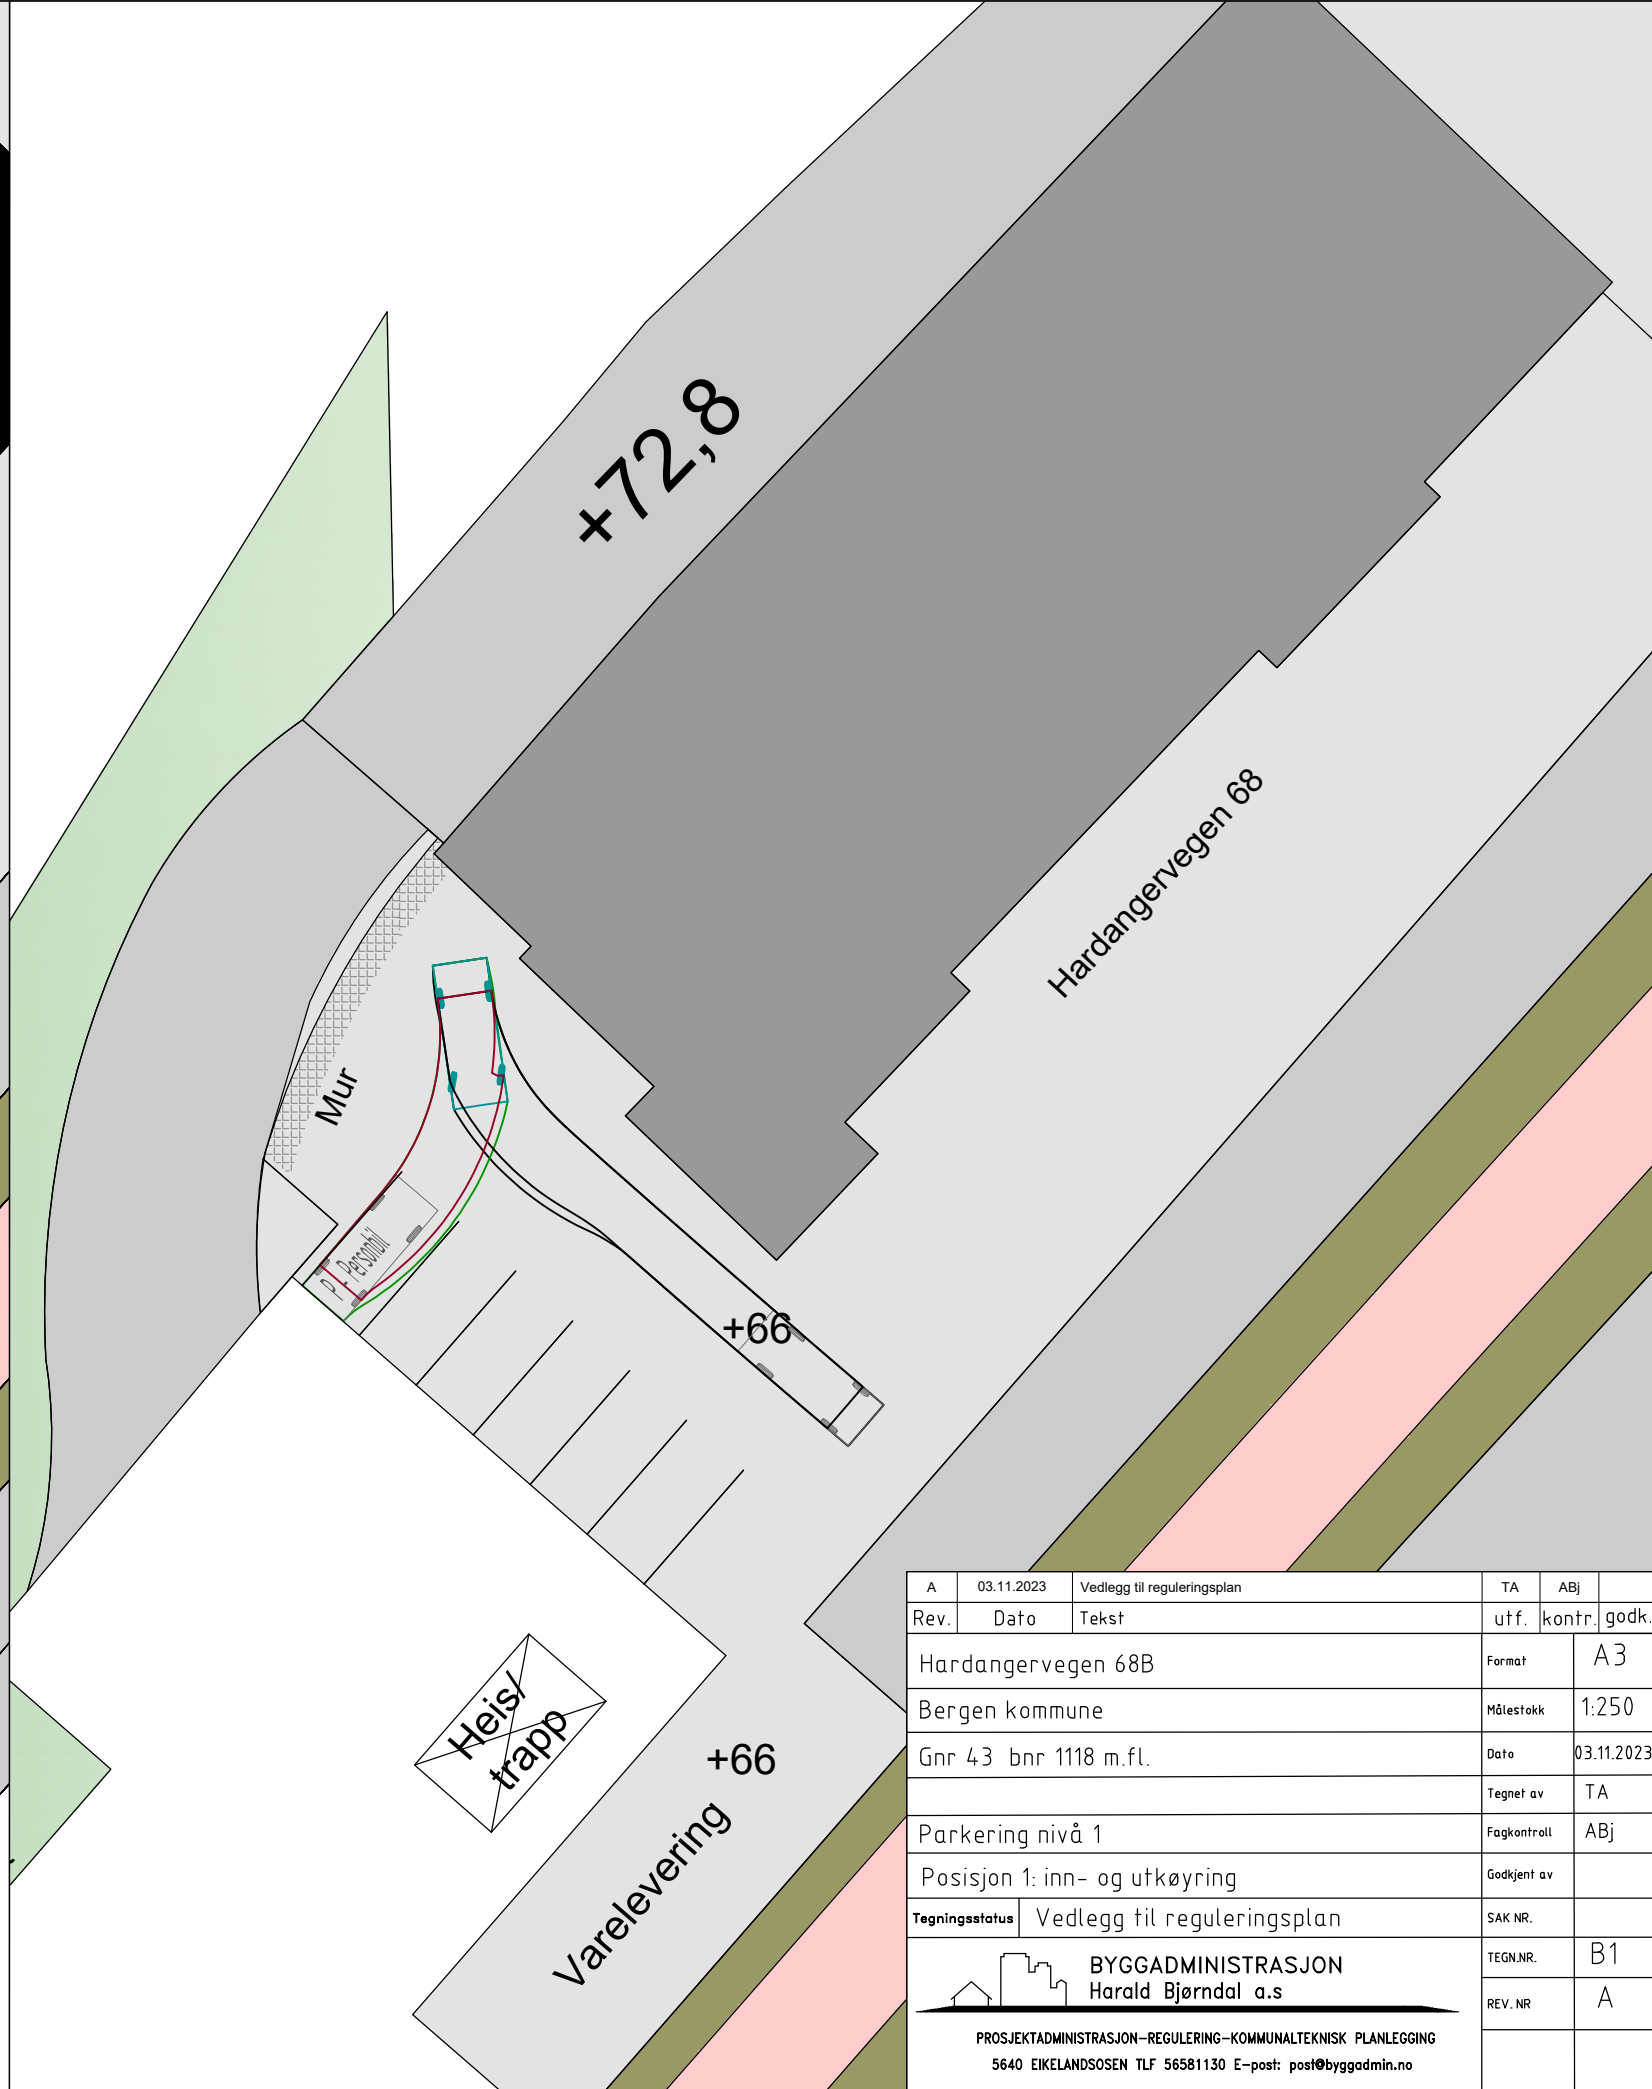 +72,8
Hardangervegen 68
Mur
P - Personbil
+66
Heis/
trapp
+66
Varelevering
A 03.11.2023 Vedlegg til reguleringsplan TA ABj
Rev. Dato Tekst utf. kontr. godk.
Hardangervegen 68B
Format A3
Bergen kommune
Målestokk 1:250
Gnr 43 bnr 1118 m.fl.
Dato 03.11.2023
Tegnet av TA
Parkering nivå 1
Fagkontroll ABj
Posisjon 1: inn- og utkøyring
Godkjent av
Tegningsstatus Vedlegg til reguleringsplan
SAK NR.
BYGGADMINISTRASJON
Harald Bjørndal a.s
TEGN.NR. B1
REV. NR A
PROSJEKTADMINISTRASJON-REGULERING-KOMMUNALTEKNISK PLANLEGGING
5640 EIKELANDSOSEN TLF 56581130 E-post: post@byggadmin.no